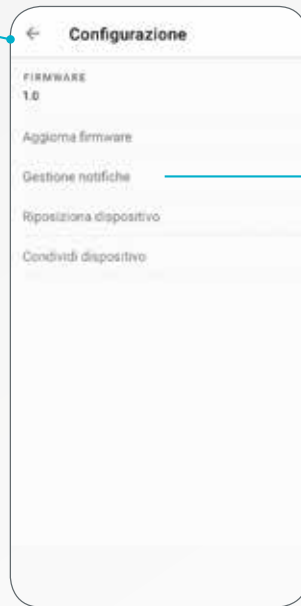 Configurazione
FIRMWARE
1.0
Aggiorna firmware
Gestione notifiche
Riposiziona dispositivo
Condividi dispositivo